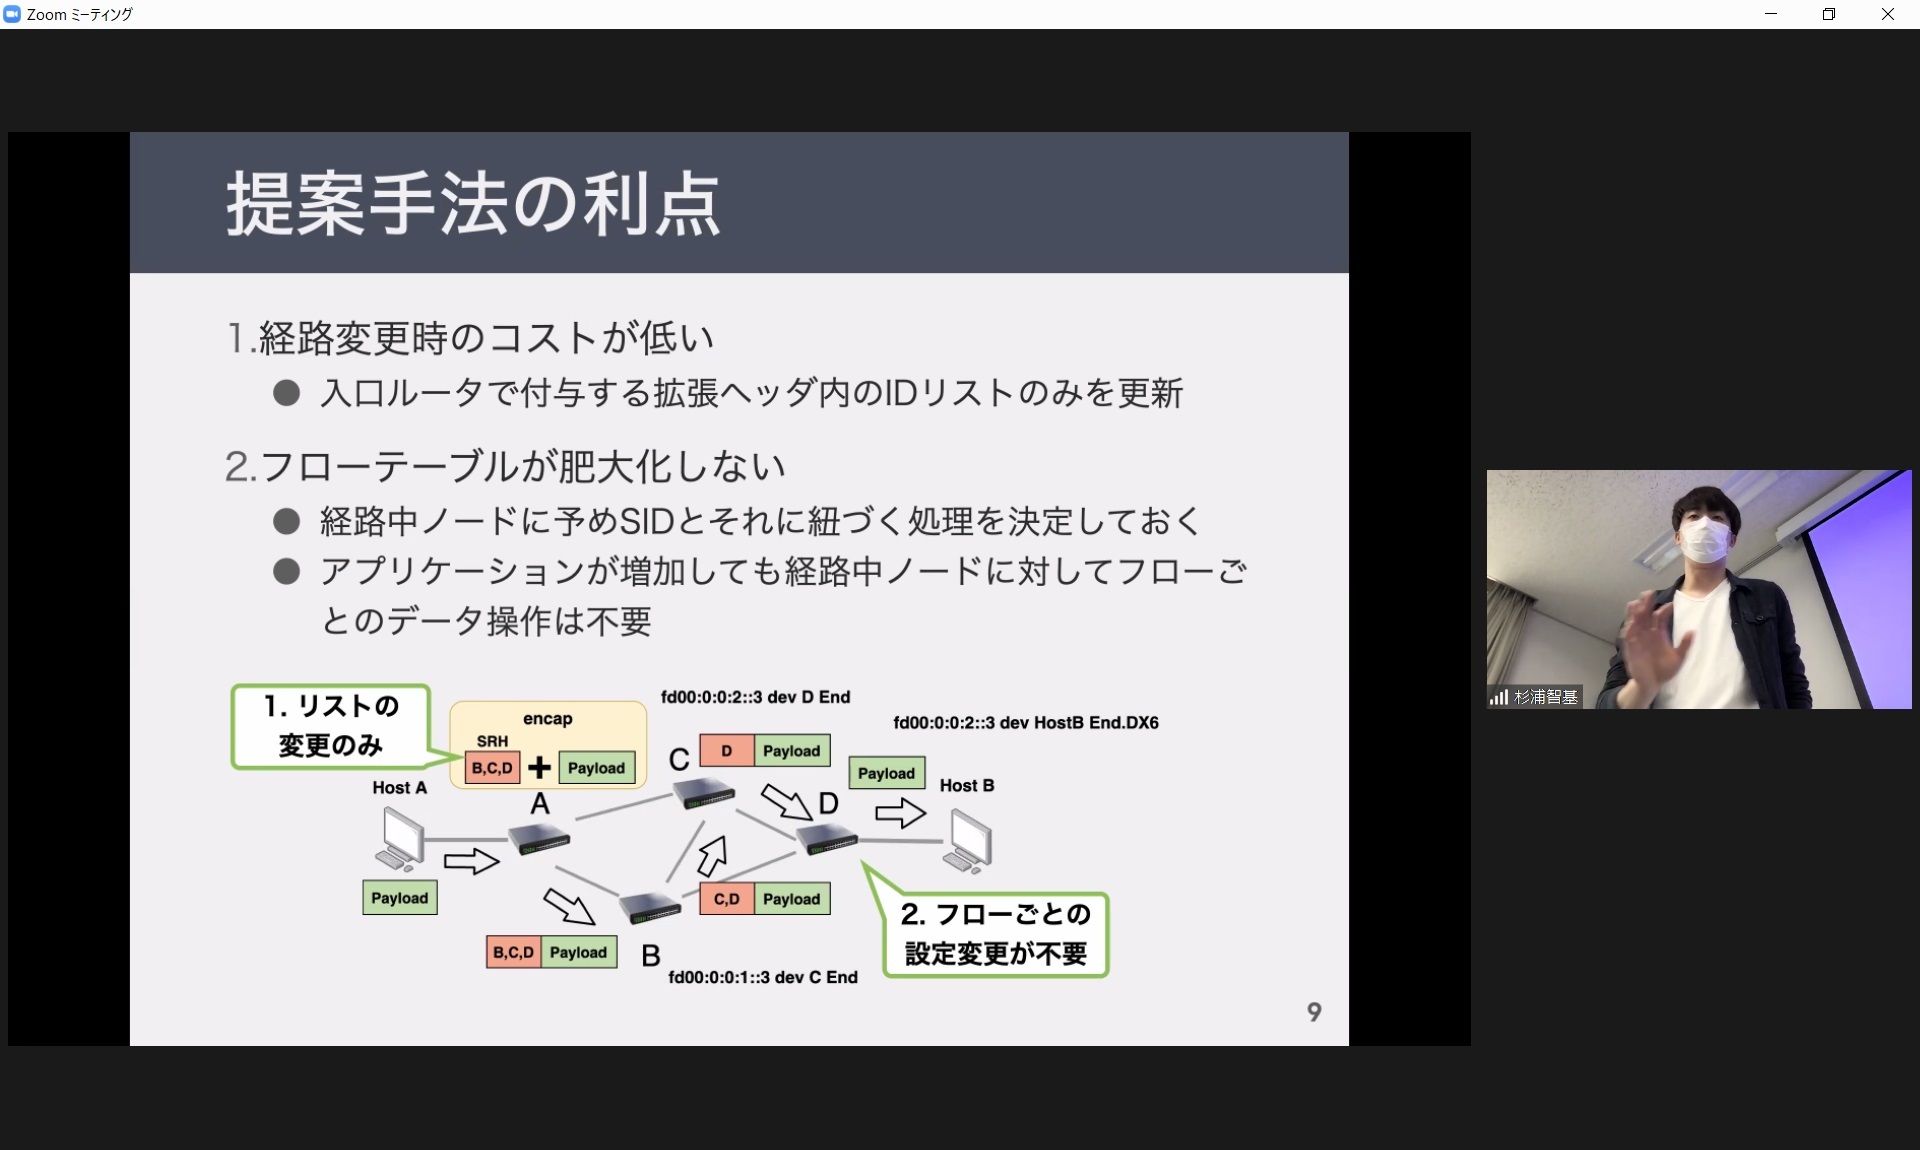 Zoom ミーティング
提案手法の利点
1.経路変更時のコストが低い
● 入口ルータで付与する拡張ヘッダ内のIDリストのみを更新
2.フローテーブルが肥大化しない
● 経路中ノードに予めSIDとそれに紐づく処理を決定しておく
● アプリケーションが増加しても経路中ノードに対してフローご
とのデータ操作は不要
1. リストの
変更のみ
encap
SRH
B,C,D + Payload
fd00:0:0:2::3 dev D End
fd00:0:0:2::3 dev HostB End.DX6
C
D Payload
Payload
Host A
A
D
Host B
Payload
C,D Payload
B,C,D Payload
B
fd00:0:0:1::3 dev C End
2. フローごとの
設定変更が不要
9
杉浦智基